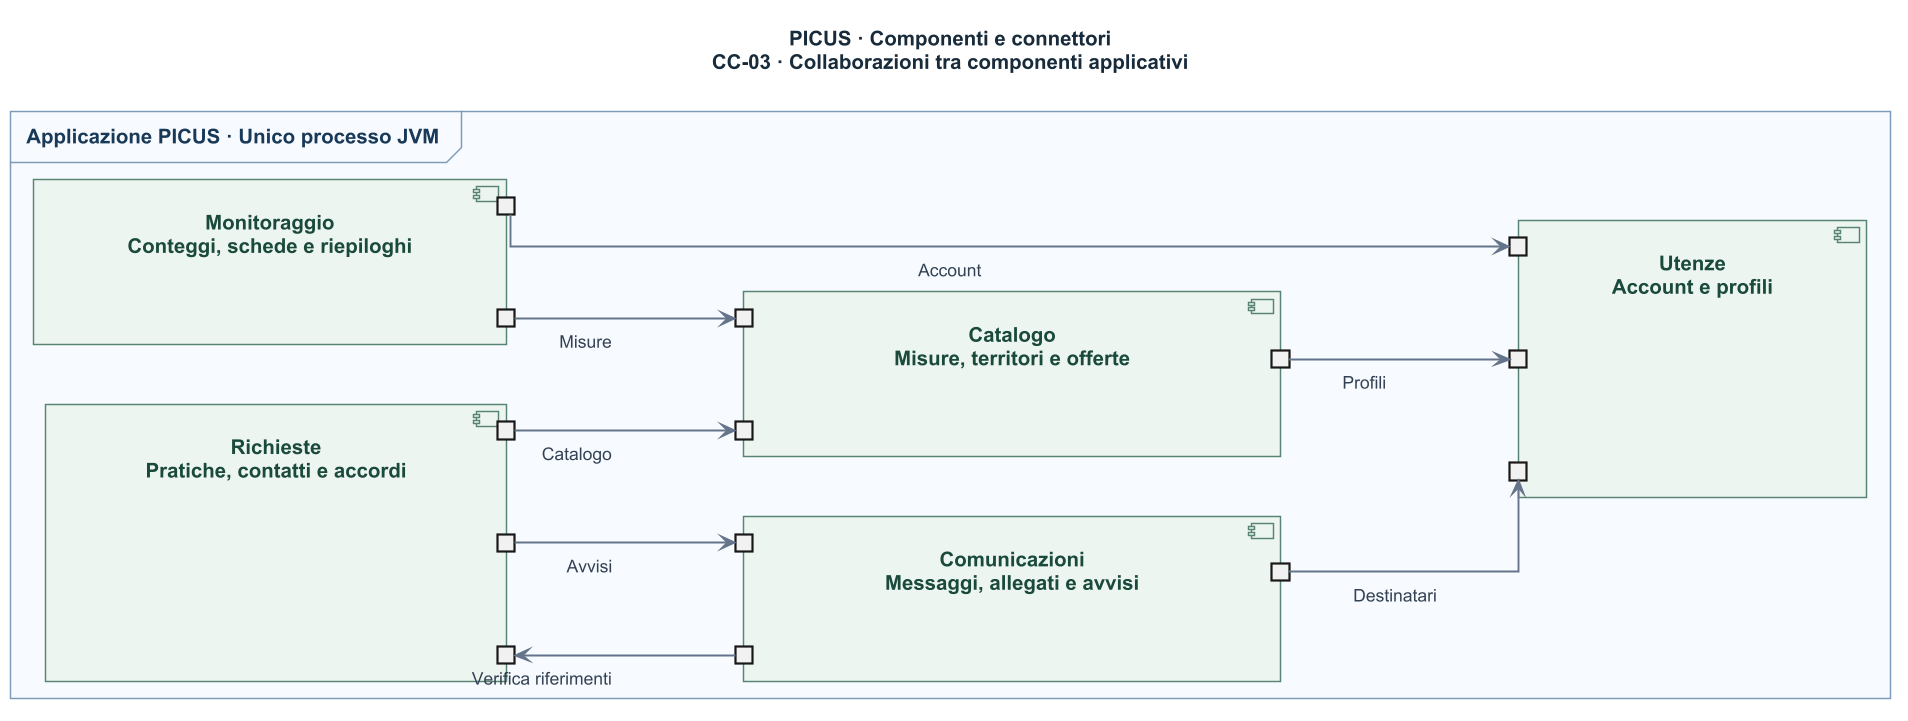 PICUS · Componenti e connettori
CC-03 · Collaborazioni tra componenti applicativi
Applicazione PICUS · Unico processo JVM
Monitoraggio
Conteggi, schede e riepiloghi
Account
Utenze
Account e profili
Misure
Catalogo
Misure, territori e offerte
Profili
Richieste
Pratiche, contatti e accordi
Catalogo
Avvisi
Comunicazioni
Messaggi, allegati e avvisi
Destinatari
Verifica riferimenti